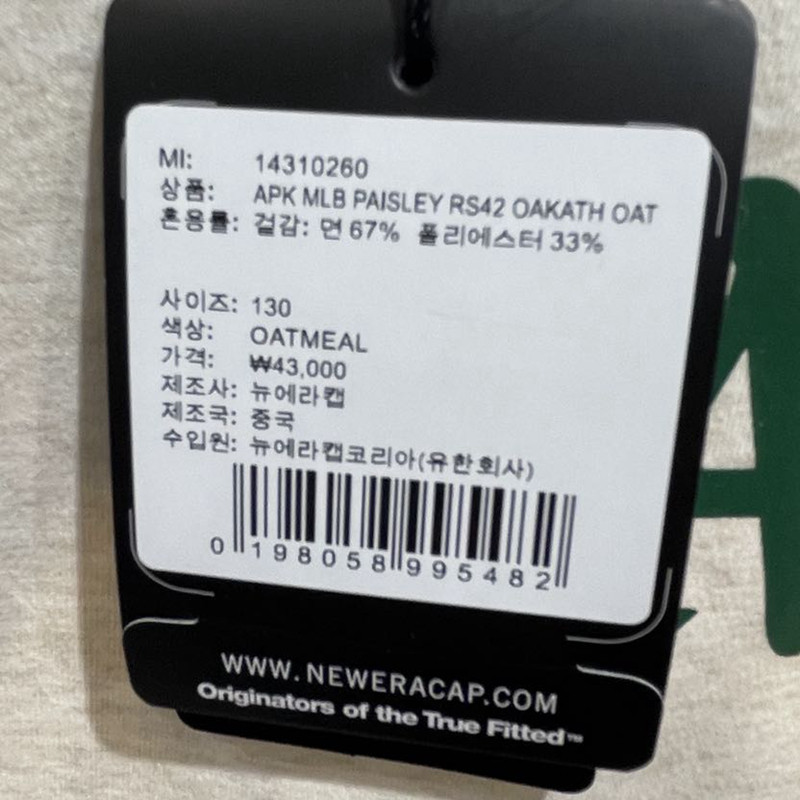 MI: 14310260
상품: APK MLB PAISLEY RS42 OAKATH OAT
혼용률: 겉감: 면 67% 폴리에스터 33%
사이즈: 130
색상: OATMEAL
가격: ₩43,000
제조사: 뉴에라캡
제조국: 중국
수입원: 뉴에라캡코리아(유한회사)
0 198058 995482
WWW.NEWERACAP.COM
Originators of the True Fitted™